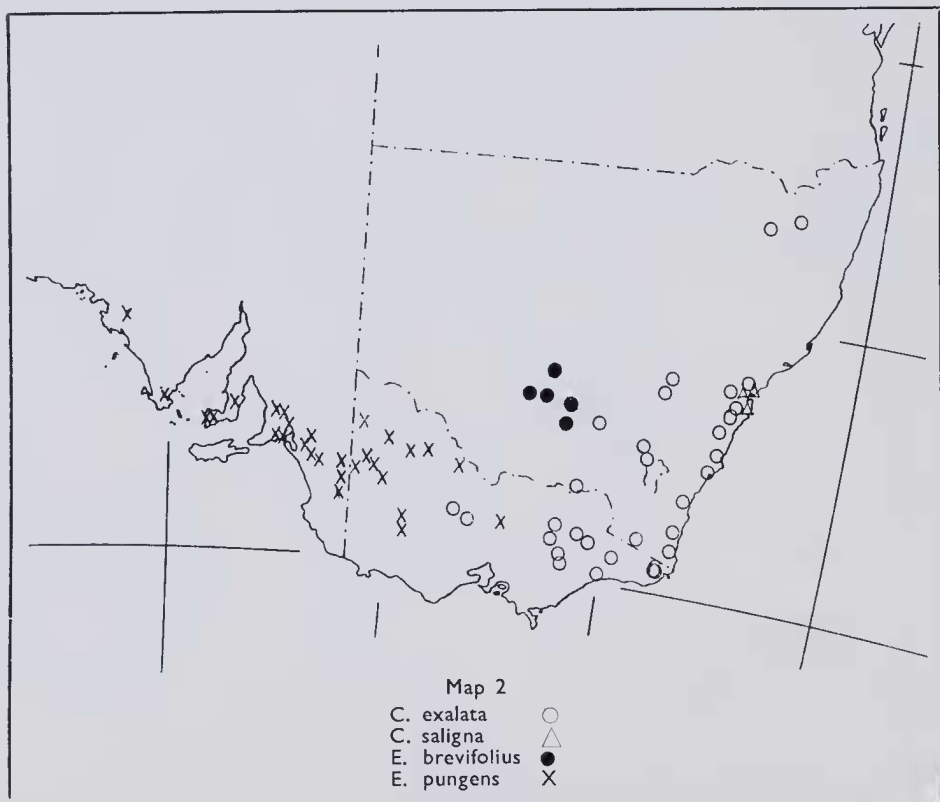 Map 2
C. exalata ○
C. saligna △
E. brevifolius ●
E. pungens X